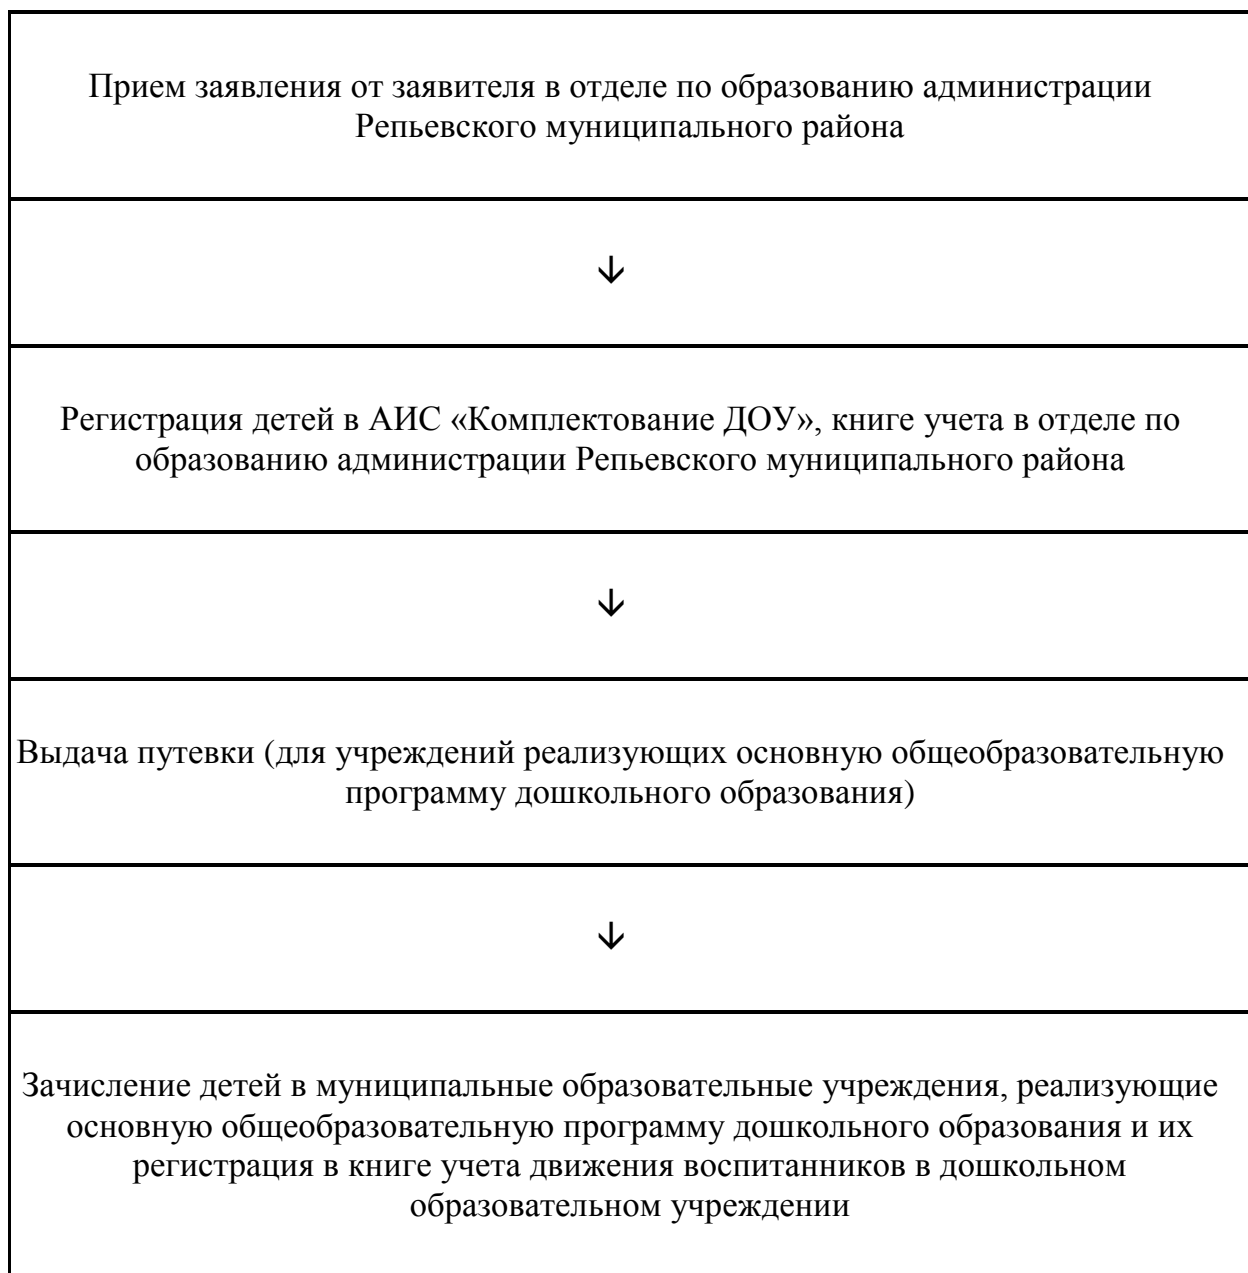 Прием заявления от заявителя в отделе по образованию администрации
Репьевского муниципального района
↓
Регистрация детей в АИС «Комплектование ДОУ», книге учета в отделе по
образованию администрации Репьевского муниципального района
↓
Выдача путевки (для учреждений реализующих основную общеобразовательную
программу дошкольного образования)
↓
Зачисление детей в муниципальные образовательные учреждения, реализующие
основную общеобразовательную программу дошкольного образования и их
регистрация в книге учета движения воспитанников в дошкольном
образовательном учреждении